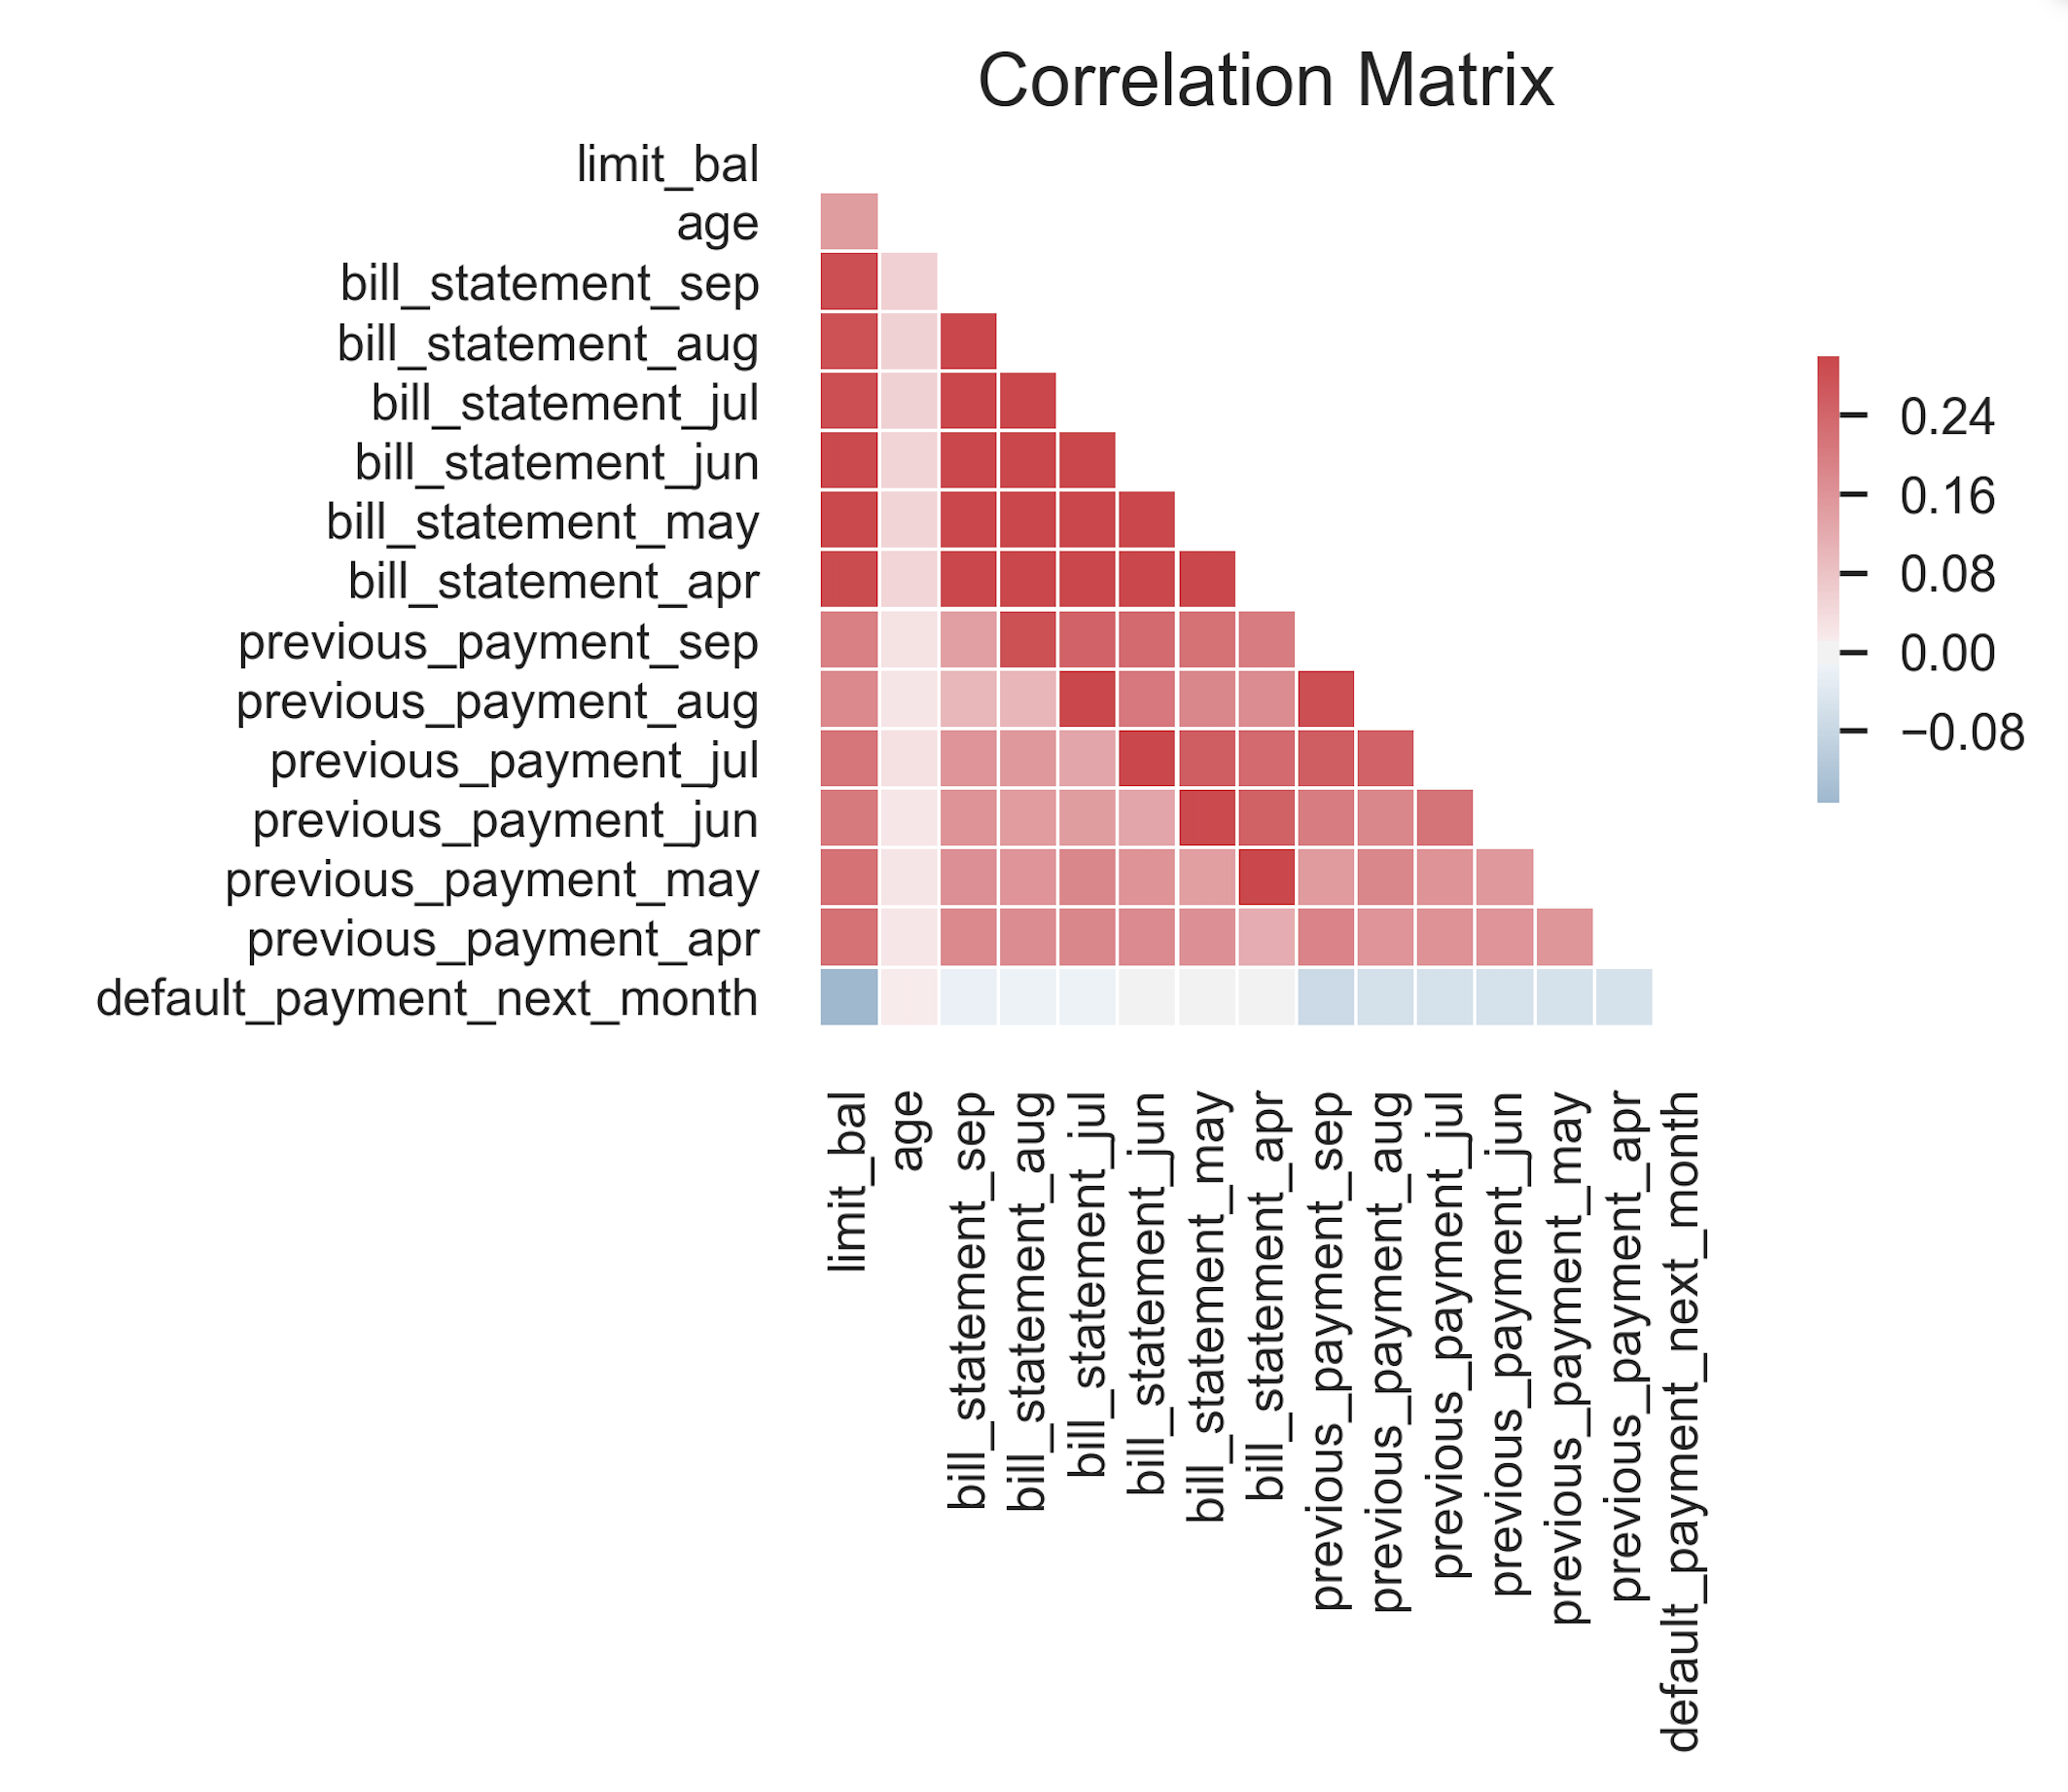 Correlation Matrix
limit_bal
age
bill_statement_sep
bill_statement_aug
bill_statement_jul
bill_statement_jun
bill_statement_may
bill_statement_apr
previous_payment_sep
previous_payment_aug
previous_payment_jul
previous_payment_jun
previous_payment_may
previous_payment_apr
default_payment_next_month
0.24
0.16
0.08
0.00
−0.08
limit_bal
age
bill_statement_sep
bill_statement_aug
bill_statement_jul
bill_statement_jun
bill_statement_may
bill_statement_apr
previous_payment_sep
previous_payment_aug
previous_payment_jul
previous_payment_jun
previous_payment_may
previous_payment_apr
default_payment_next_month